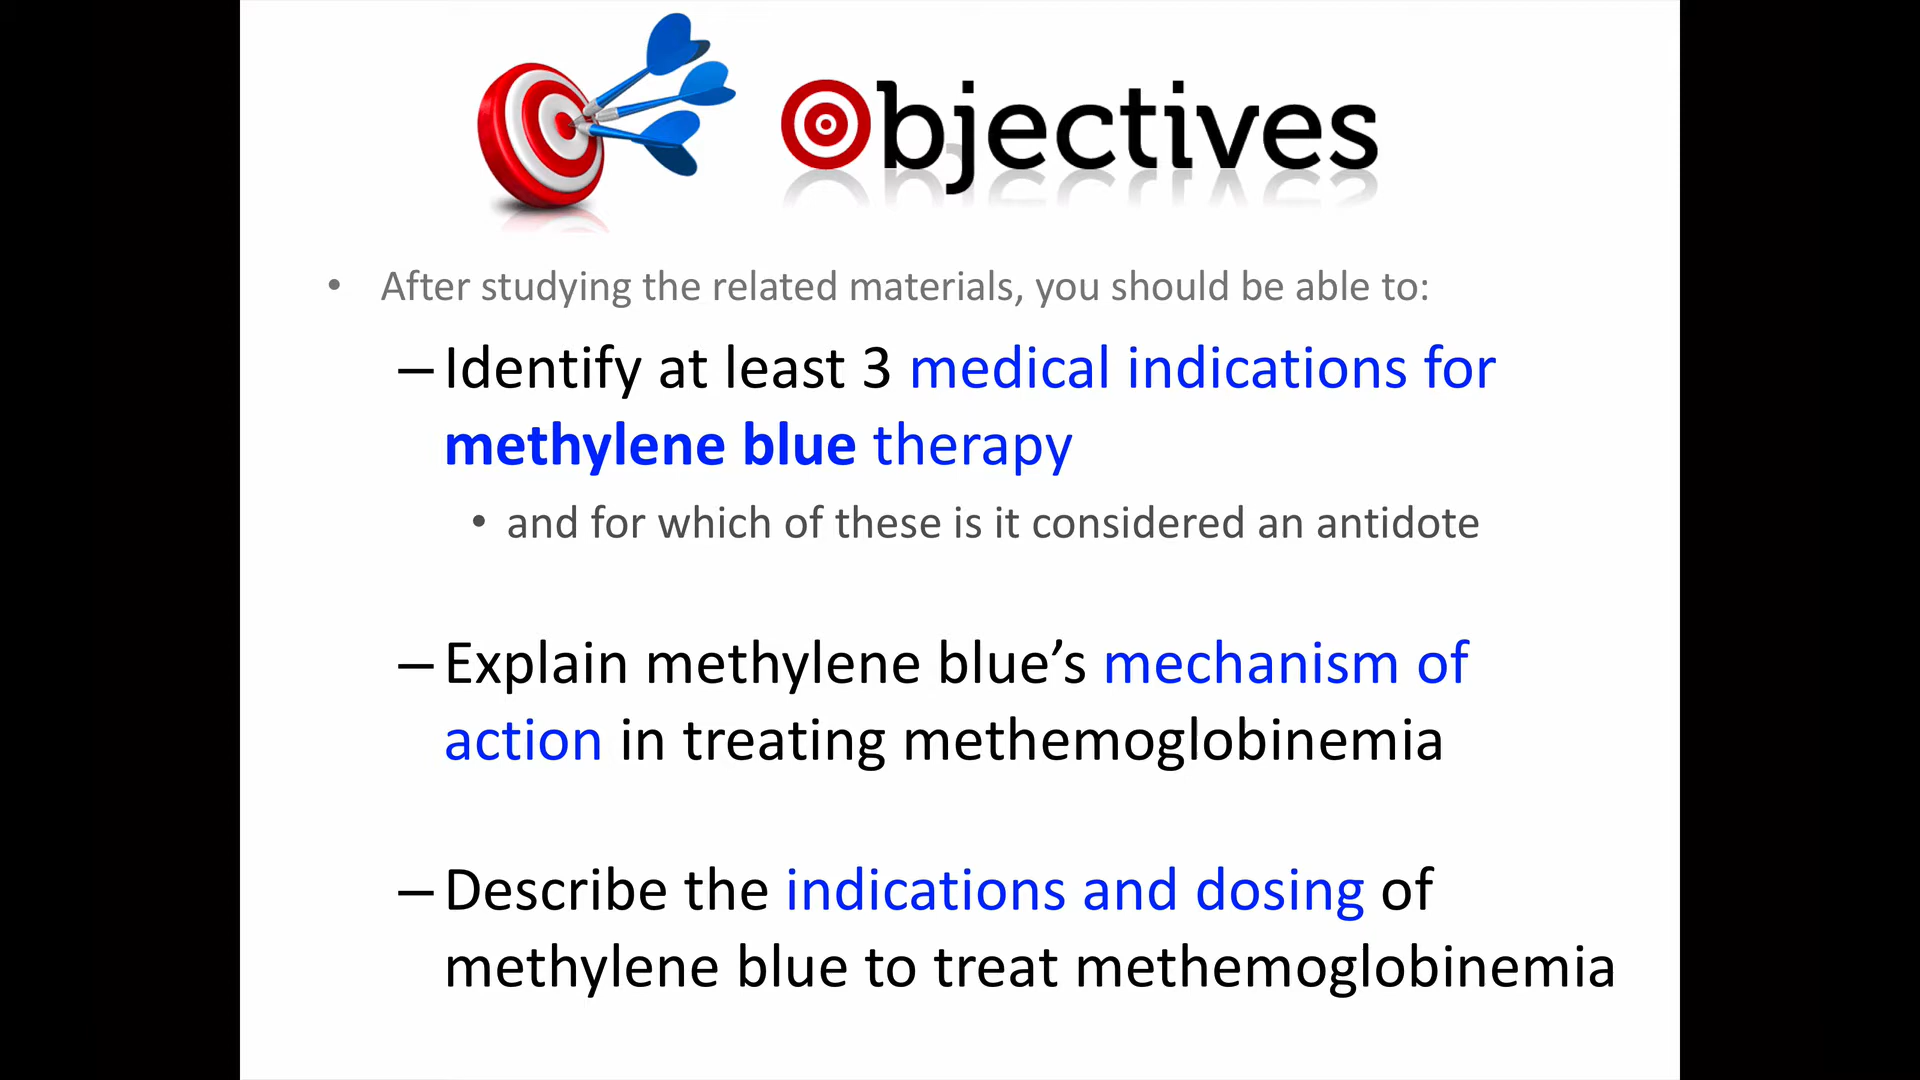 Objectives
• After studying the related materials, you should be able to:
– Identify at least 3 medical indications for
methylene blue therapy
• and for which of these is it considered an antidote
– Explain methylene blue’s mechanism of
action in treating methemoglobinemia
– Describe the indications and dosing of
methylene blue to treat methemoglobinemia